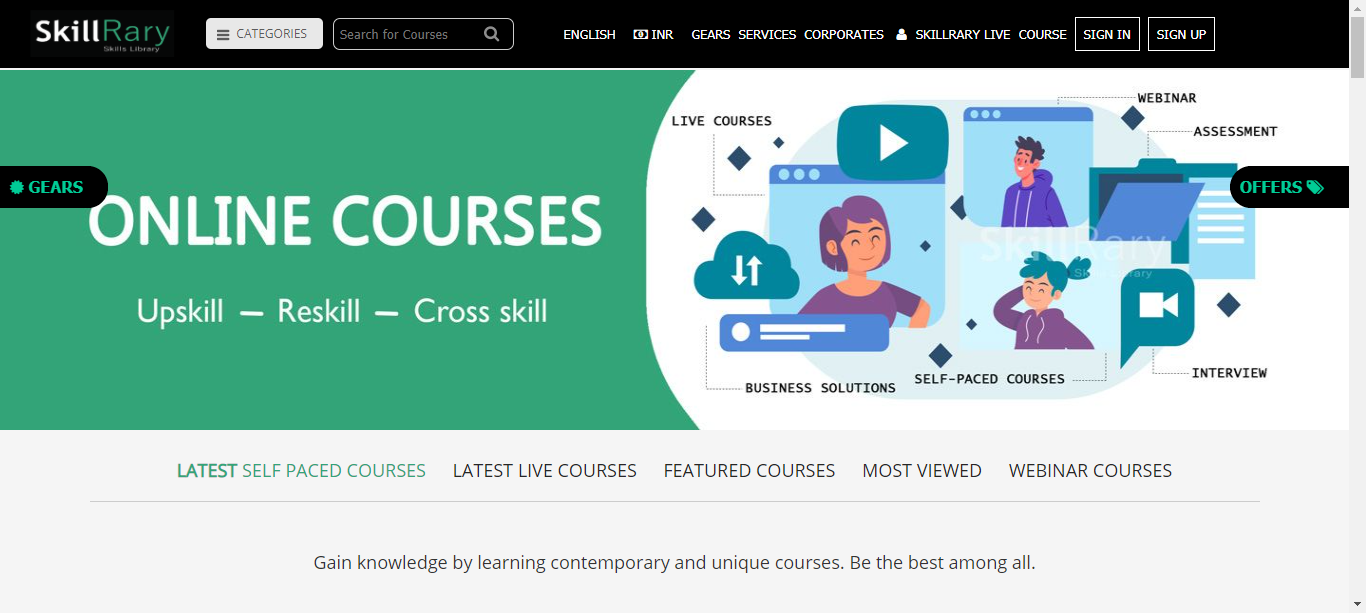 SkillRary
Skills Library
CATEGORIES
Search for Courses
ENGLISH
INR
GEARS SERVICES CORPORATES
SKILLRARY LIVE COURSE
SIGN IN
SIGN UP
WEBINAR
LIVE COURSES
ASSESSMENT
GEARS
OFFERS
ONLINE COURSES
SkillRary
Skills Library
Upskill — Reskill — Cross skill
INTERVIEW
SELF-PACED COURSES
BUSINESS SOLUTIONS
LATEST SELF PACED COURSES
LATEST LIVE COURSES
FEATURED COURSES
MOST VIEWED
WEBINAR COURSES
Gain knowledge by learning contemporary and unique courses. Be the best among all.